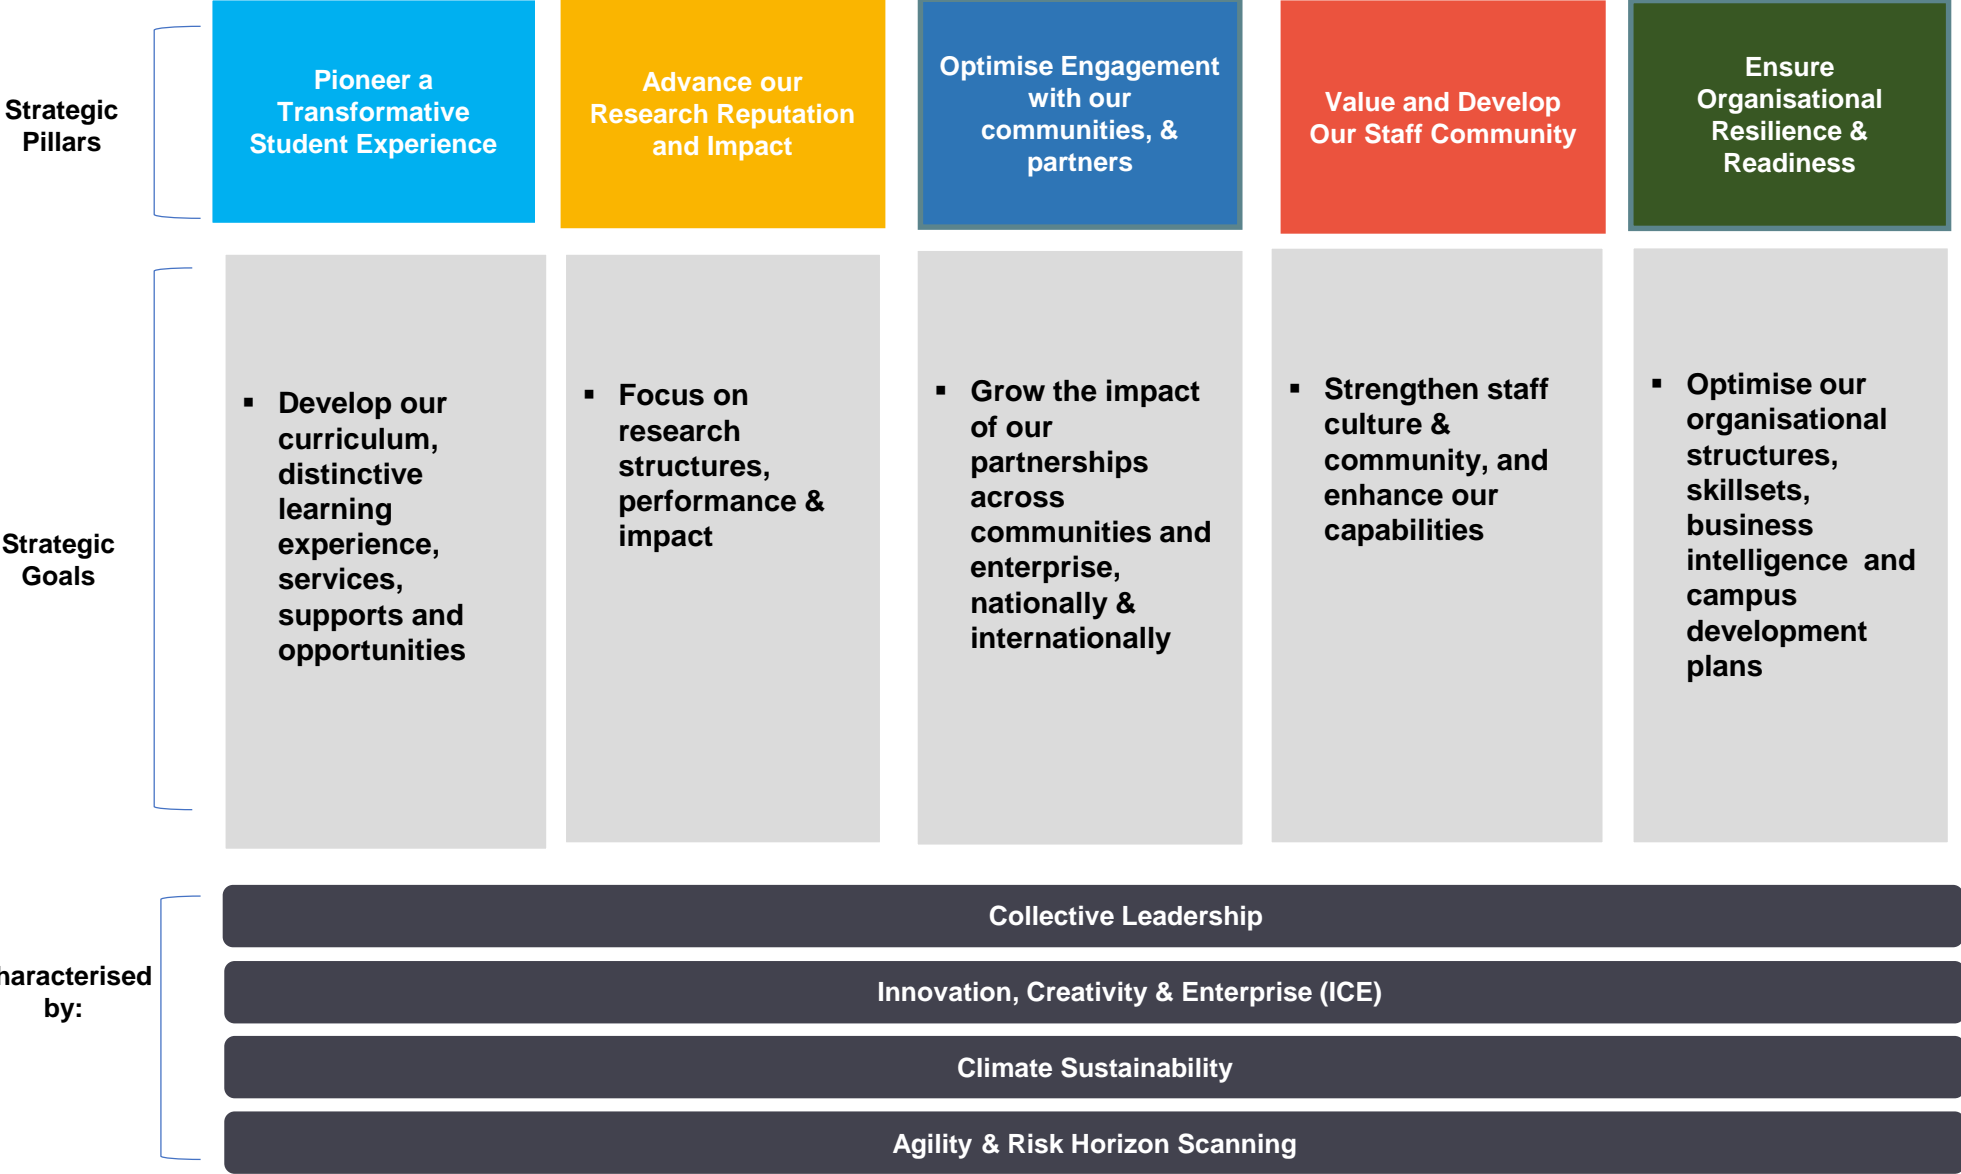 Strategic
Pillars
Pioneer a
Transformative
Student Experience
Advance our
Research Reputation
and Impact
Optimise Engagement
with our
communities, &
partners
Value and Develop
Our Staff Community
Ensure
Organisational
Resilience &
Readiness
Strategic
Goals
▪ Develop our
curriculum,
distinctive
learning
experience,
services,
supports and
opportunities
▪ Focus on
research
structures,
performance &
impact
▪ Grow the impact
of our
partnerships
across
communities and
enterprise,
nationally &
internationally
▪ Strengthen staff
culture &
community, and
enhance our
capabilities
▪ Optimise our
organisational
structures,
skillsets,
business
intelligence and
campus
development
plans
haracterised
by:
Collective Leadership
Innovation, Creativity & Enterprise (ICE)
Climate Sustainability
Agility & Risk Horizon Scanning